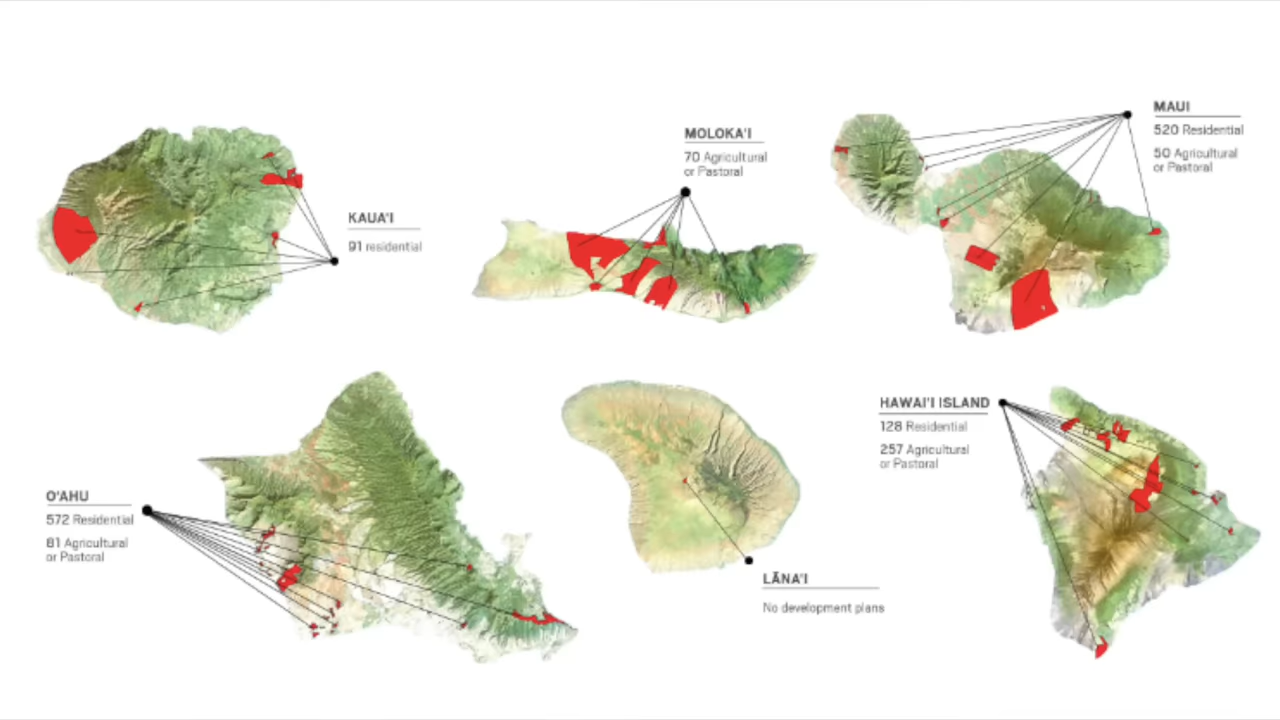 KAUA'I
91 residential
MOLOKA'I
70 Agricultural
or Pastoral
MAUI
520 Residential
50 Agricultural
or Pastoral
O'AHU
572 Residential
81 Agricultural
or Pastoral
LĀNA'I
No development plans
HAWAI'I ISLAND
128 Residential
257 Agricultural
or Pastoral